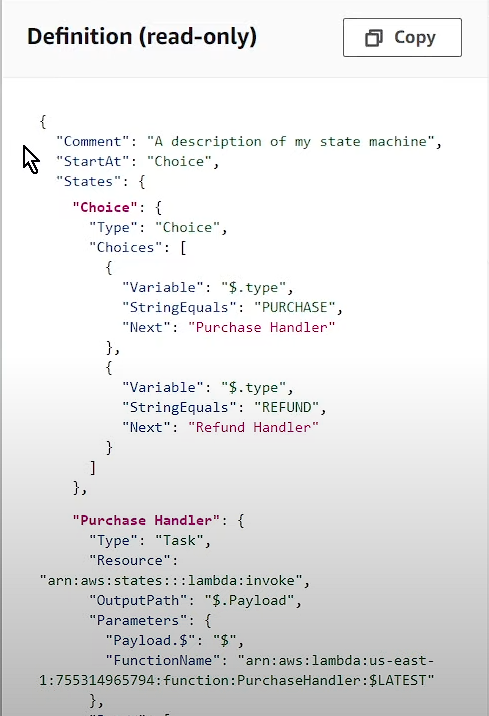 Definition (read-only)
Copy
{
"Comment": "A description of my state machine",
"StartAt": "Choice",
"States": {
"Choice": {
"Type": "Choice",
"Choices": [
{
"Variable": "$.type",
"StringEquals": "PURCHASE",
"Next": "Purchase Handler"
},
{
"Variable": "$.type",
"StringEquals": "REFUND",
"Next": "Refund Handler"
}
]
},
"Purchase Handler": {
"Type": "Task",
"Resource":
"arn:aws:states:::lambda:invoke",
"OutputPath": "$.Payload",
"Parameters": {
"Payload.$": "$",
"FunctionName": "arn:aws:lambda:us-east-
1:755314965794:function:PurchaseHandler:$LATEST"
},